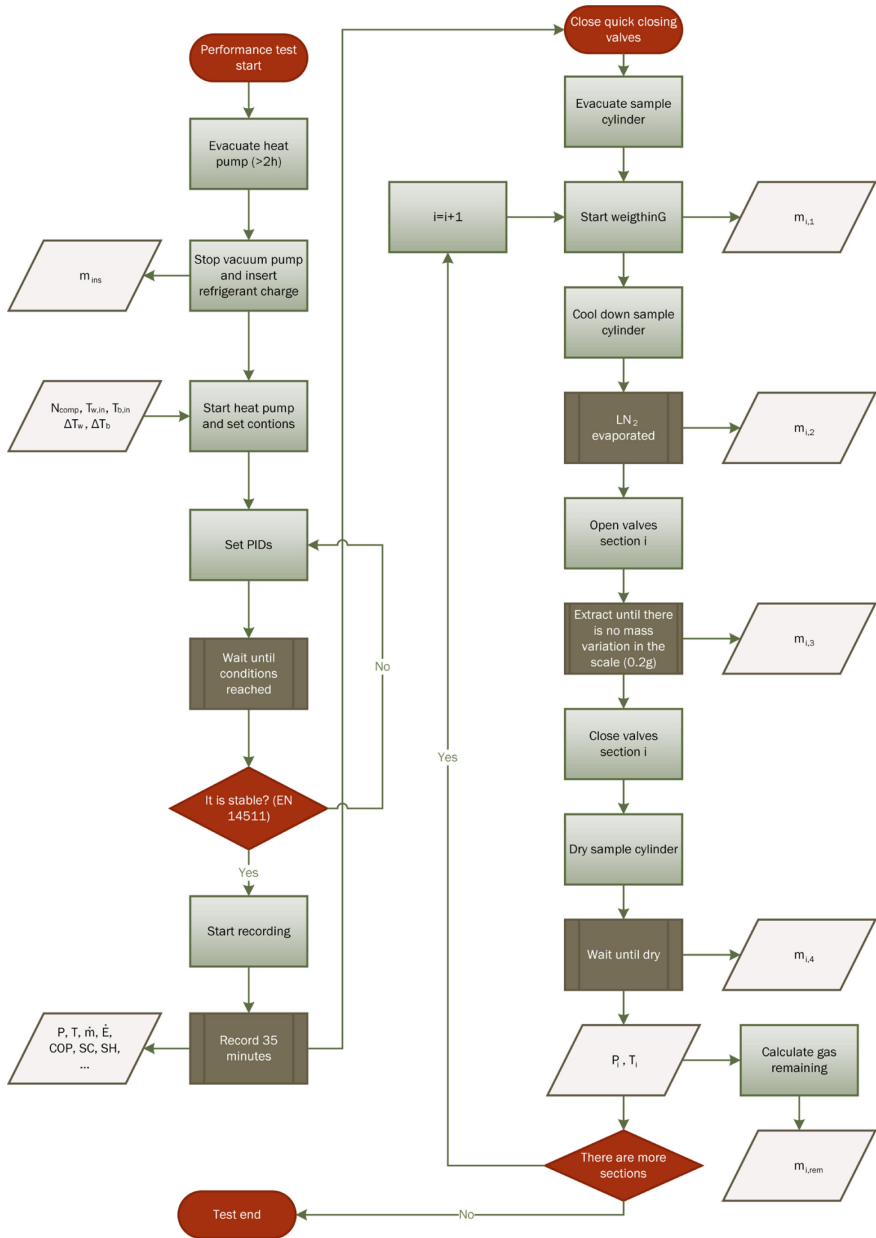 Performance test
start
Evacuate heat
pump (>2h)
Stop vacuum pump
and insert
refrigerant charge
m_ins
N_comp, T_w,in, T_b,in
ΔT_w, ΔT_b
Start heat pump
and set contions
Set PIDs
Wait until
conditions
reached
No
It is stable? (EN
14511)
Yes
Start recording
Record 35
minutes
P, T, ṁ, Ė,
COP, SC, SH,
...
Close quick closing
valves
Evacuate sample
cylinder
i=i+1
Start weigthinG
m_i,1
Cool down sample
cylinder
LN₂
evaporated
m_i,2
Open valves
section i
Extract until there
is no mass
variation in the
scale (0.2g)
m_i,3
Close valves
section i
Yes
Dry sample cylinder
Wait until dry
m_i,4
P_i , T_i
Calculate gas
remaining
m_i,rem
There are more
sections
No
Test end